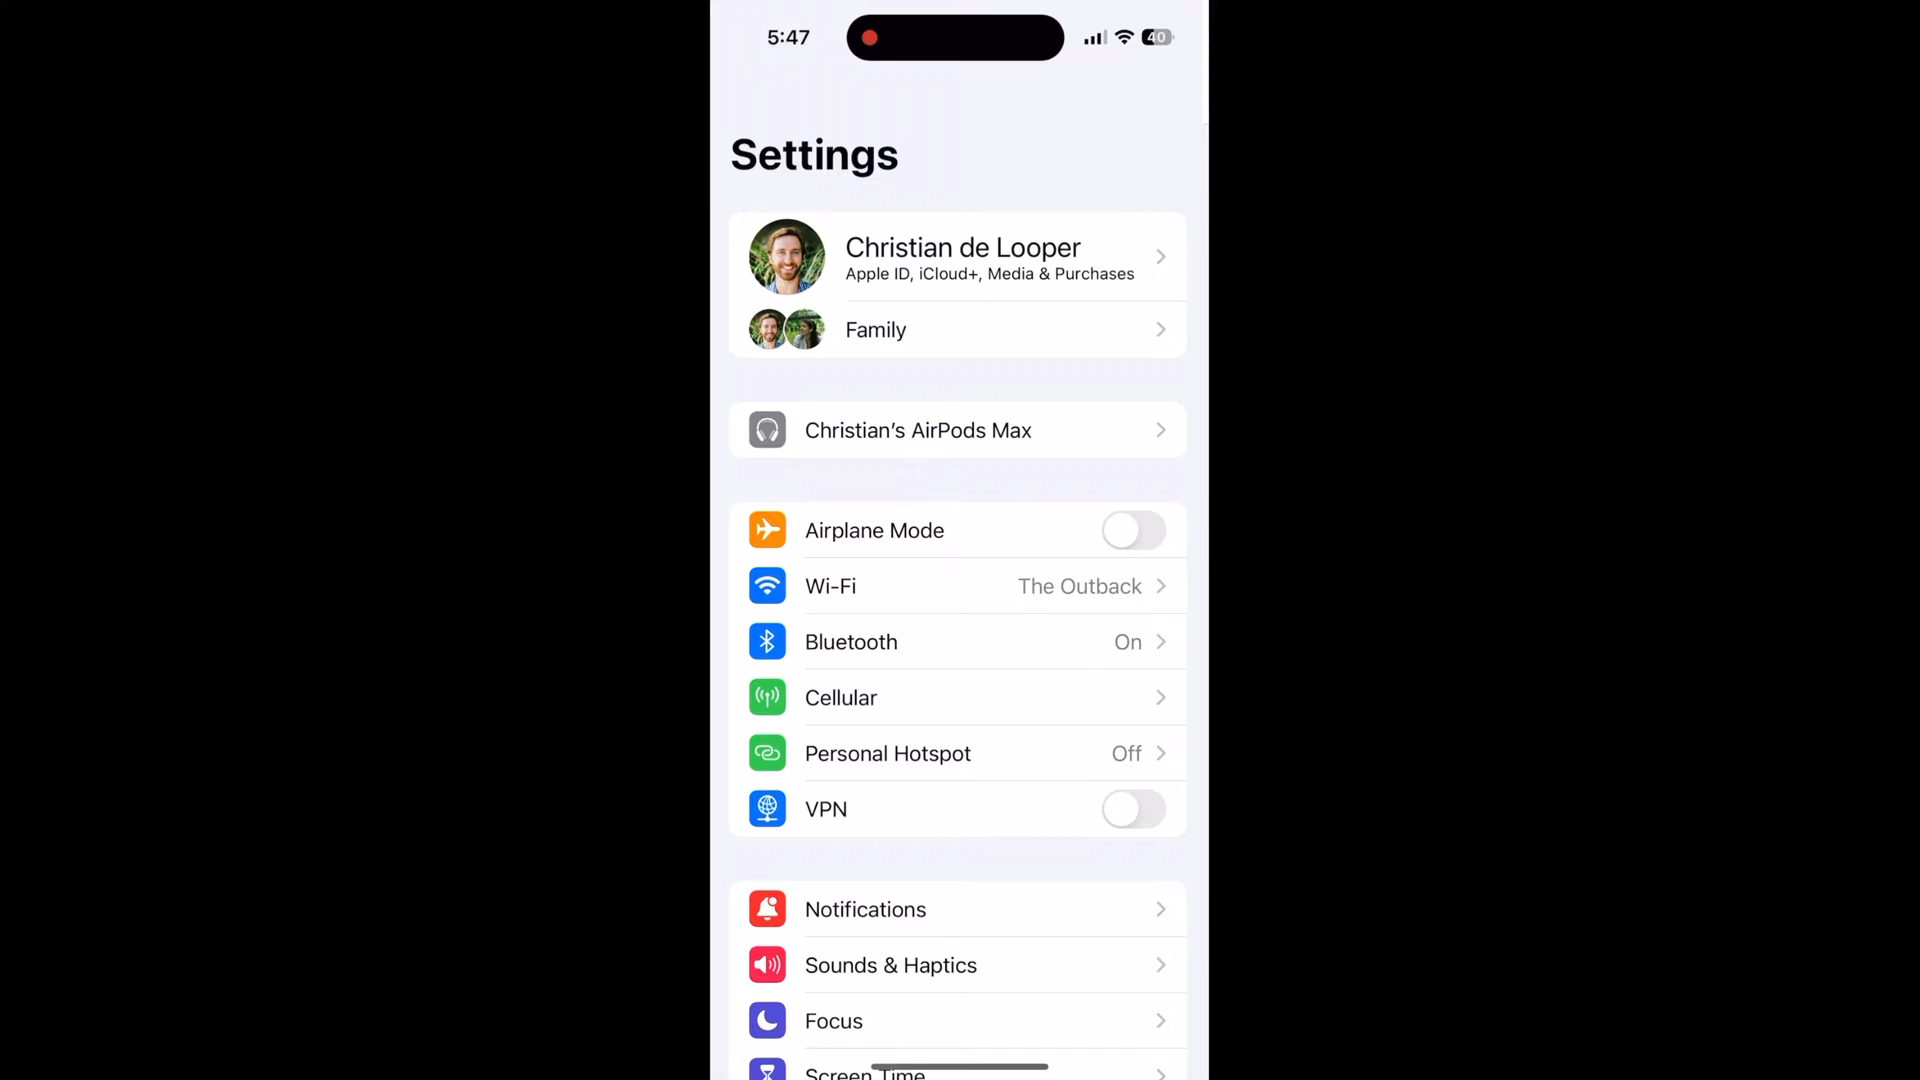 5:47
40
Settings
Christian de Looper
Apple ID, iCloud+, Media & Purchases
Family
Christian's AirPods Max
Airplane Mode
Wi-Fi The Outback
Bluetooth On
Cellular
Personal Hotspot Off
VPN
Notifications
Sounds & Haptics
Focus
Screen Time